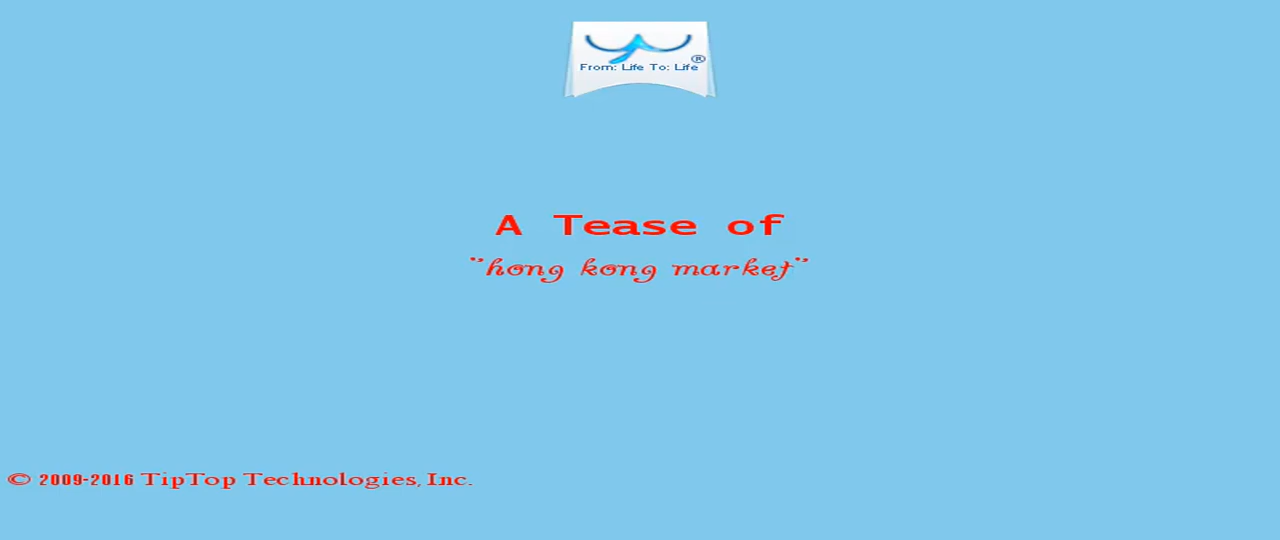 From: Life To: Life®
A Tease of
"hong kong market"
© 2009-2016 TipTop Technologies, Inc.